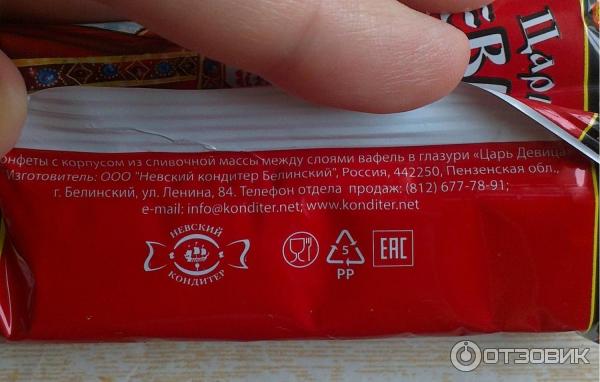 Царь
ДЕВ
онфеты с корпусом из сливочной массы между слоями вафель в глазури «Царь Девица»
Изготовитель: ООО "Невский кондитер Белинский", Россия, 442250, Пензенская обл.,
г. Белинский, ул. Ленина, 84. Телефон отдела продаж: (812) 677-78-91;
e-mail: info@konditer.net; www.konditer.net
НЕВСКИЙ
КОНДИТЕР
5
PP
EAC
ОТЗОВИК